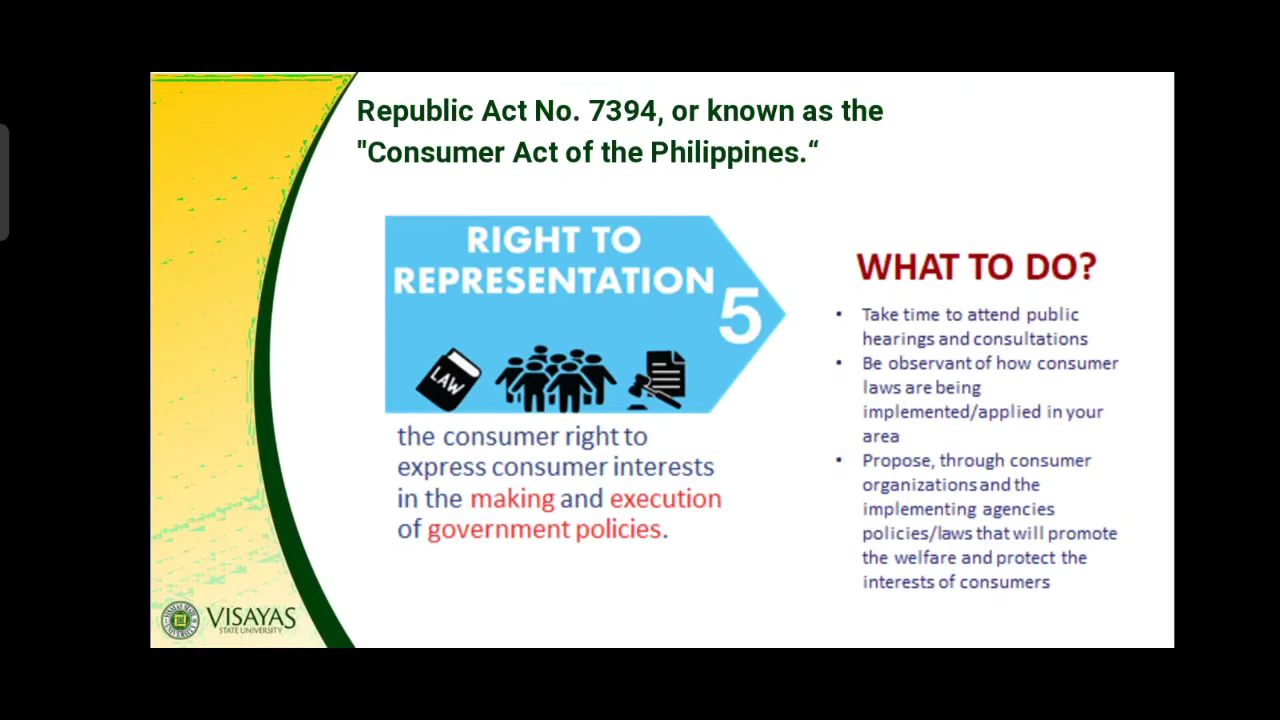 Republic Act No. 7394, or known as the
"Consumer Act of the Philippines.“
RIGHT TO
REPRESENTATION
5
LAW
the consumer right to
express consumer interests
in the making and execution
of government policies.
WHAT TO DO?
• Take time to attend public
hearings and consultations
• Be observant of how consumer
laws are being
implemented/applied in your
area
• Propose, through consumer
organizations and the
implementing agencies
policies/laws that will promote
the welfare and protect the
interests of consumers
VISAYAS
STATE UNIVERSITY